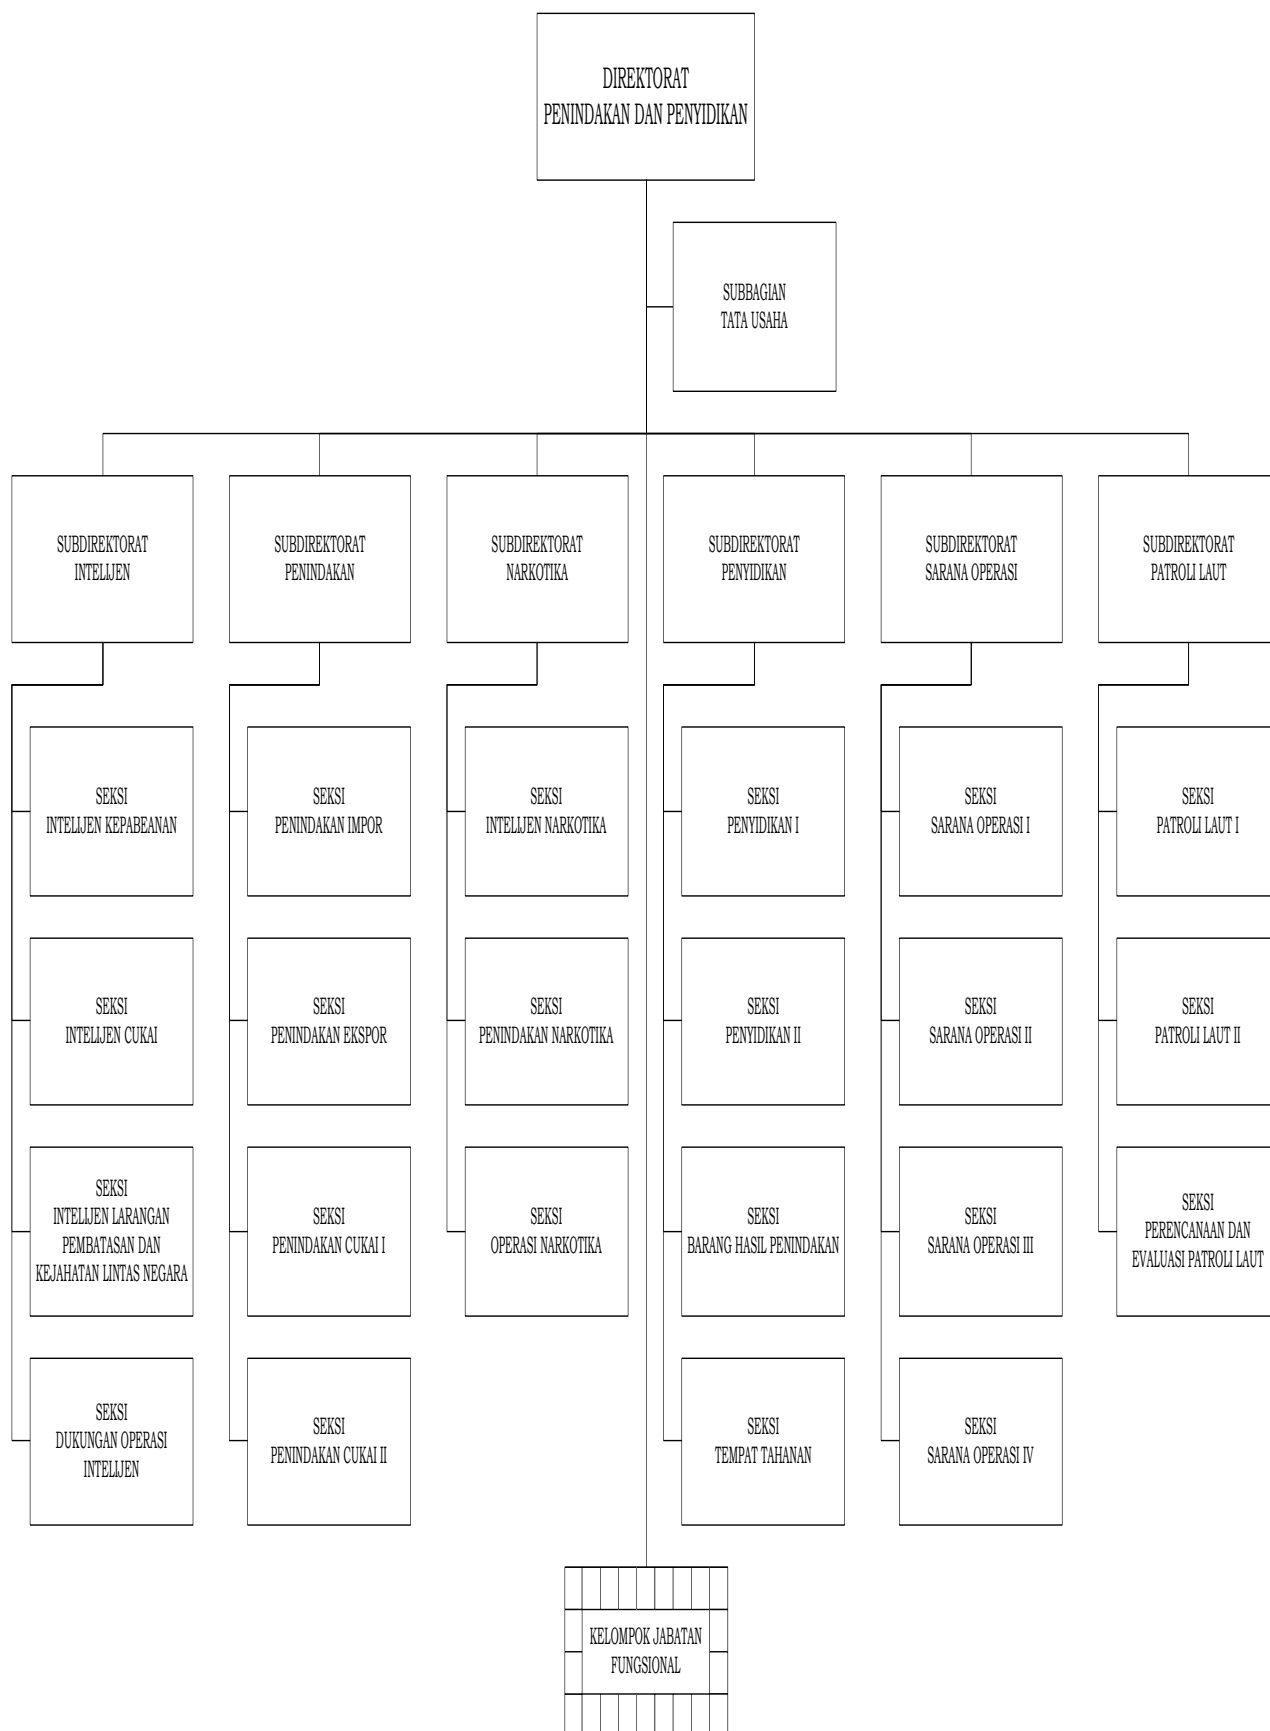 DIREKTORAT
PENINDAKAN DAN PENYIDIKAN
SUBBAGIAN
TATA USAHA
SUBDIREKTORAT
INTELIJEN
SUBDIREKTORAT
PENINDAKAN
SUBDIREKTORAT
NARKOTIKA
SUBDIREKTORAT
PENYIDIKAN
SUBDIREKTORAT
SARANA OPERASI
SUBDIREKTORAT
PATROLI LAUT
SEKSI
INTELIJEN KEPABEANAN
SEKSI
PENINDAKAN IMPOR
SEKSI
INTELIJEN NARKOTIKA
SEKSI
PENYIDIKAN I
SEKSI
SARANA OPERASI I
SEKSI
PATROLI LAUT I
SEKSI
INTELIJEN CUKAI
SEKSI
PENINDAKAN EKSPOR
SEKSI
PENINDAKAN NARKOTIKA
SEKSI
PENYIDIKAN II
SEKSI
SARANA OPERASI II
SEKSI
PATROLI LAUT II
SEKSI
INTELIJEN LARANGAN
PEMBATASAN DAN
KEJAHATAN LINTAS NEGARA
SEKSI
PENINDAKAN CUKAI I
SEKSI
OPERASI NARKOTIKA
SEKSI
BARANG HASIL PENINDAKAN
SEKSI
SARANA OPERASI III
SEKSI
PERENCANAAN DAN
EVALUASI PATROLI LAUT
SEKSI
DUKUNGAN OPERASI
INTELIJEN
SEKSI
PENINDAKAN CUKAI II
SEKSI
TEMPAT TAHANAN
SEKSI
SARANA OPERASI IV
KELOMPOK JABATAN
FUNGSIONAL